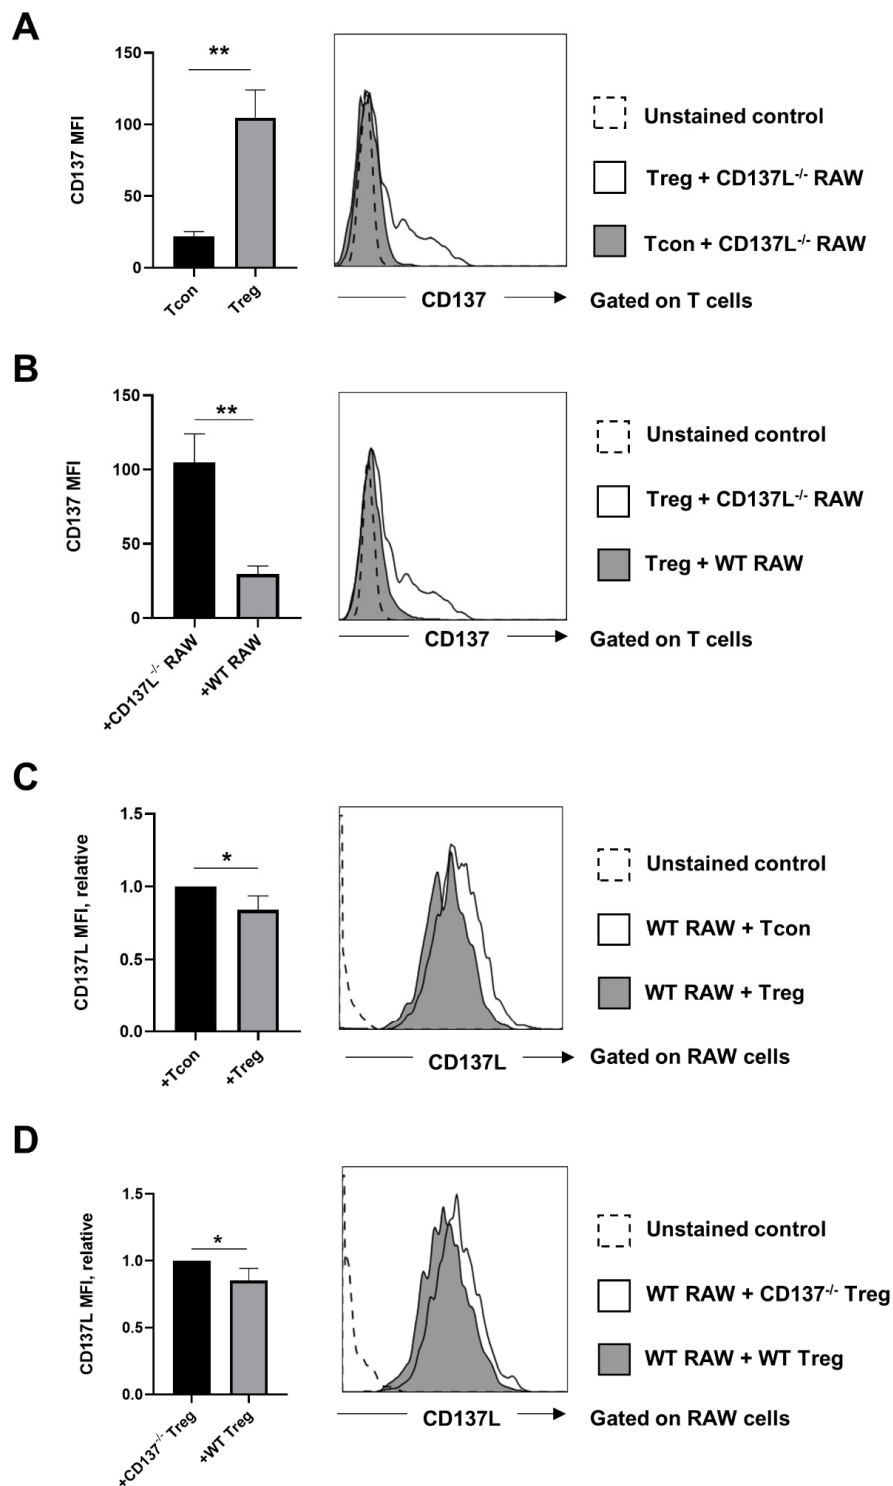 A
CD137 MFI
150
100
50
0
**
Tcon
Treg
CD137
Unstained control
Treg + CD137L-/- RAW
Tcon + CD137L-/- RAW
Gated on T cells
B
CD137 MFI
150
100
50
0
**
+CD137L-/- RAW
+WT RAW
CD137
Unstained control
Treg + CD137L-/- RAW
Treg + WT RAW
Gated on T cells
C
CD137L MFI, relative
1.5
1.0
0.5
0.0
*
+Tcon
+Treg
CD137L
Unstained control
WT RAW + Tcon
WT RAW + Treg
Gated on RAW cells
D
CD137L MFI, relative
1.5
1.0
0.5
0.0
*
+CD137-/- Treg
+WT Treg
CD137L
Unstained control
WT RAW + CD137-/- Treg
WT RAW + WT Treg
Gated on RAW cells